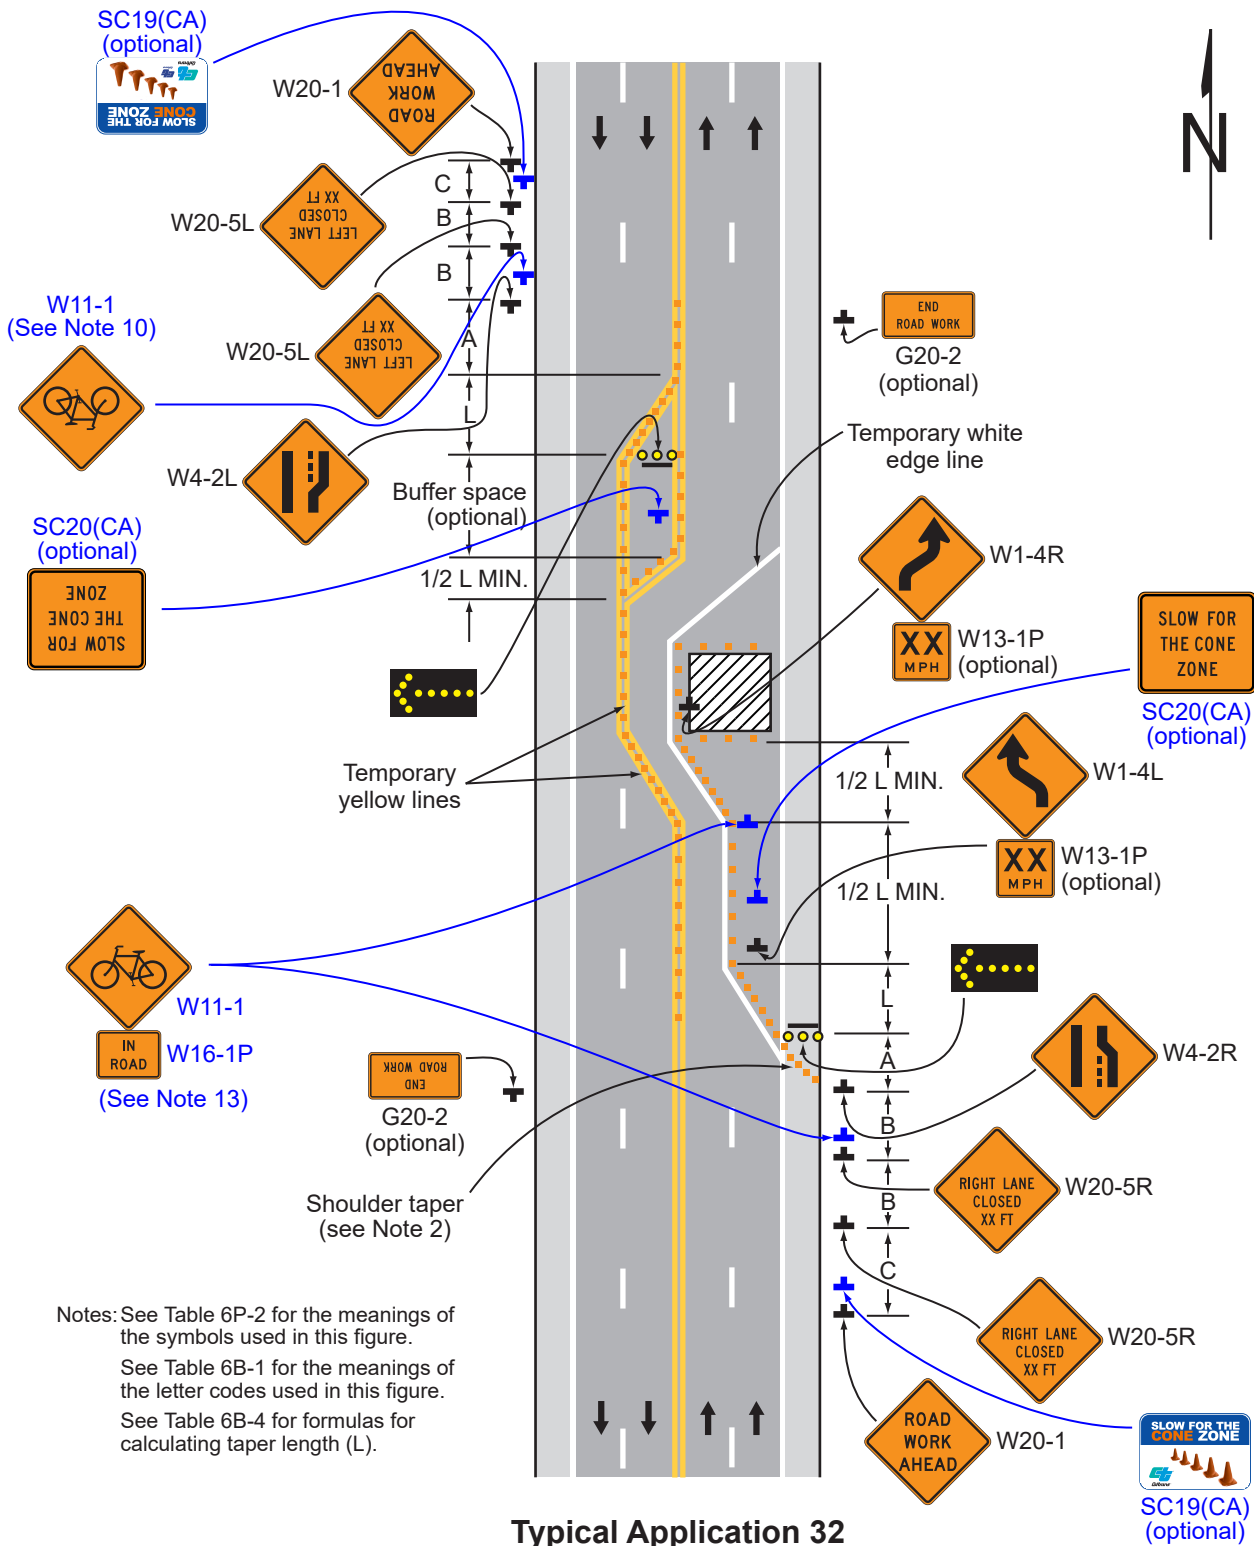 SC19(CA)
(optional)
SLOW FOR THE
CONE ZONE
W20-1
ROAD
WORK
AHEAD
N
C
B
B
A
L
W20-5L
LEFT LANE
CLOSED
XX FT
W11-1
(See Note 10)
W20-5L
LEFT LANE
CLOSED
XX FT
END
ROAD WORK
G20-2
(optional)
W4-2L
Temporary white
edge line
Buffer space
(optional)
SC20(CA)
(optional)
SLOW FOR
THE CONE
ZONE
1/2 L MIN.
W1-4R
XX
MPH
W13-1P
(optional)
SLOW FOR
THE CONE
ZONE
SC20(CA)
(optional)
Temporary
yellow lines
1/2 L MIN.
W1-4L
XX
MPH
W13-1P
(optional)
1/2 L MIN.
L
A
B
B
C
W11-1
IN
ROAD
W16-1P
(See Note 13)
END
ROAD WORK
G20-2
(optional)
W4-2R
Shoulder taper
(see Note 2)
RIGHT LANE
CLOSED
XX FT
W20-5R
RIGHT LANE
CLOSED
XX FT
W20-5R
Notes: See Table 6P-2 for the meanings of
the symbols used in this figure.
See Table 6B-1 for the meanings of
the letter codes used in this figure.
See Table 6B-4 for formulas for
calculating taper length (L).
ROAD
WORK
AHEAD
W20-1
SLOW FOR THE
CONE ZONE
SC19(CA)
(optional)
Typical Application 32